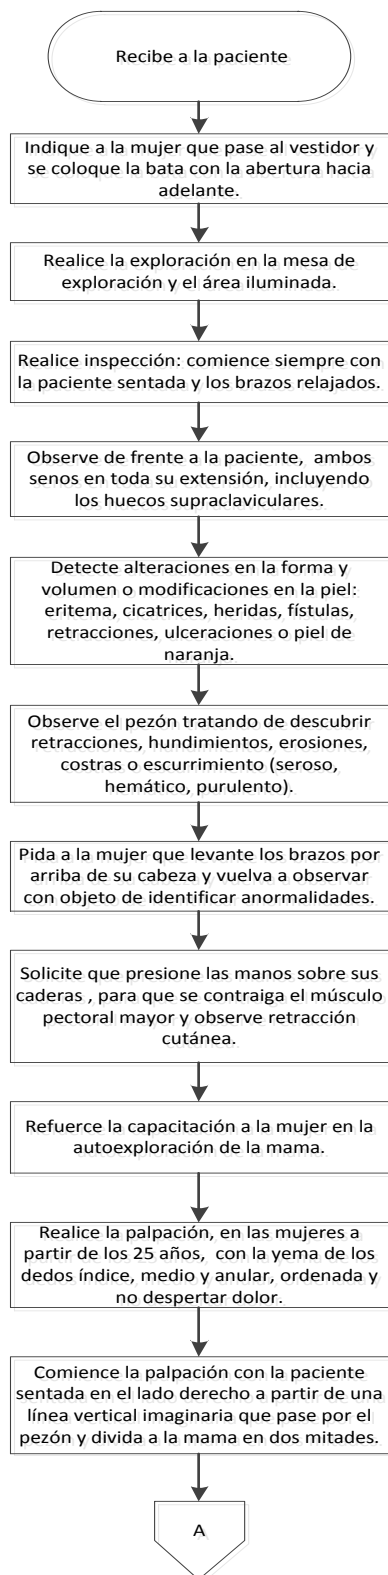 Recibe a la paciente
Indique a la mujer que pase al vestidor y
se coloque la bata con la abertura hacia
adelante.
Realice la exploración en la mesa de
exploración y el área iluminada.
Realice inspección: comience siempre con
la paciente sentada y los brazos relajados.
Observe de frente a la paciente, ambos
senos en toda su extensión, incluyendo
los huecos supraclaviculares.
Detecte alteraciones en la forma y
volumen o modificaciones en la piel:
eritema, cicatrices, heridas, fístulas,
retracciones, ulceraciones o piel de
naranja.
Observe el pezón tratando de descubrir
retracciones, hundimientos, erosiones,
costras o escurrimiento (seroso,
hemático, purulento).
Pida a la mujer que levante los brazos por
arriba de su cabeza y vuelva a observar
con objeto de identificar anormalidades.
Solicite que presione las manos sobre sus
caderas , para que se contraiga el músculo
pectoral mayor y observe retracción
cutánea.
Refuerce la capacitación a la mujer en la
autoexploración de la mama.
Realice la palpación, en las mujeres a
partir de los 25 años, con la yema de los
dedos índice, medio y anular, ordenada y
no despertar dolor.
Comience la palpación con la paciente
sentada en el lado derecho a partir de una
línea vertical imaginaria que pase por el
pezón y divida a la mama en dos mitades.
A